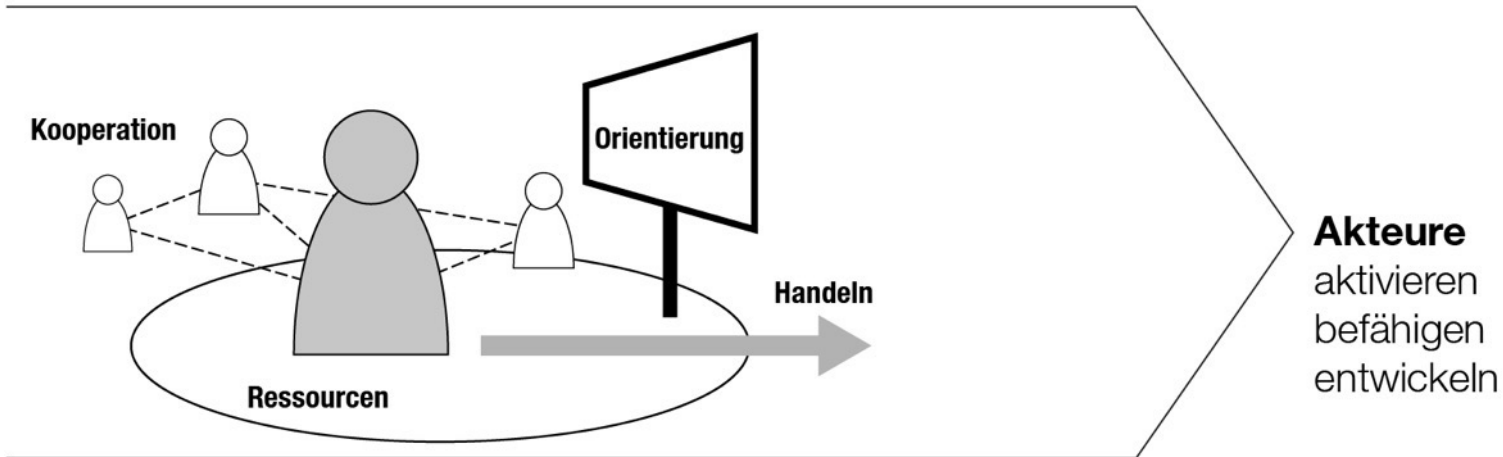 Kooperation
Orientierung
Handeln
Ressourcen
Akteure
aktivieren
befähigen
entwickeln